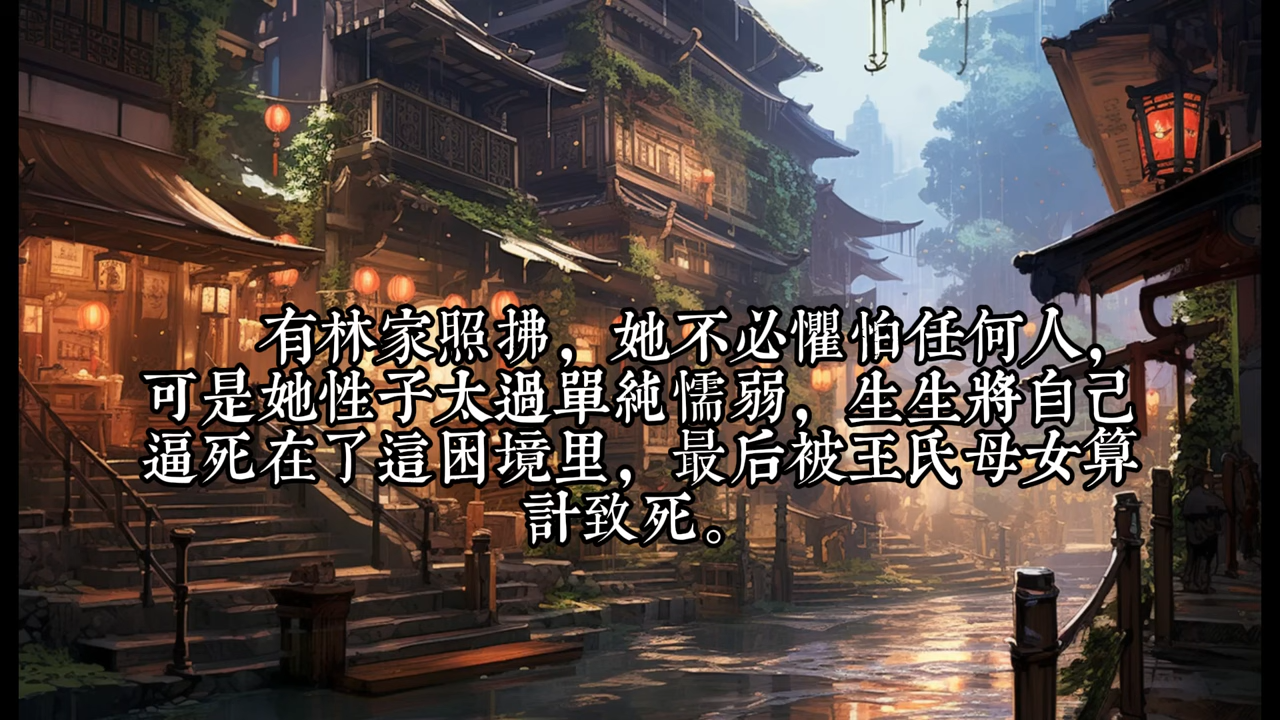 有林家照拂，她不必懼怕任何人，
可是她性子太過單純懦弱，生生將自己
逼死在了這困境里，最后被王氏母女算
計致死。